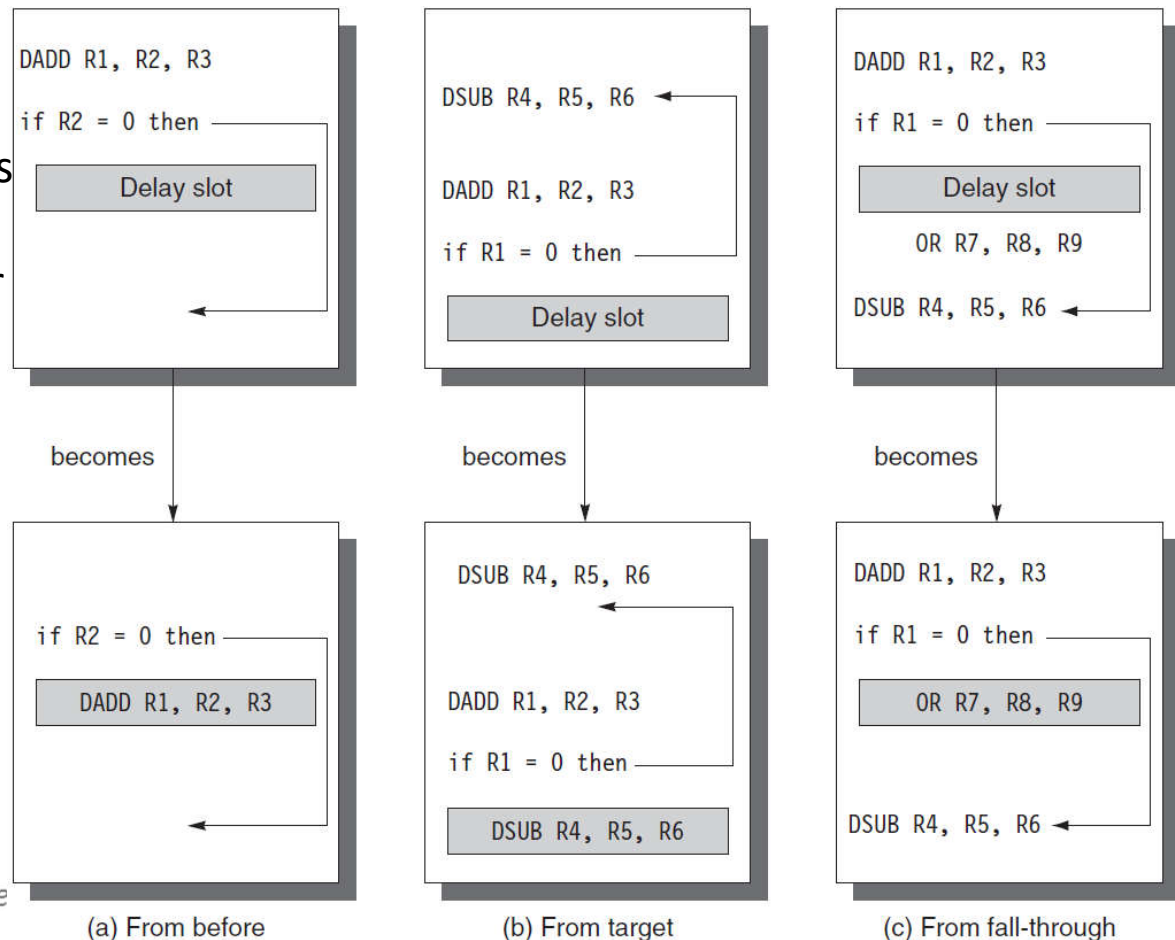 DADD R1, R2, R3
if R2 = 0 then
Delay slot
becomes
if R2 = 0 then
DADD R1, R2, R3
(a) From before
DSUB R4, R5, R6
DADD R1, R2, R3
if R1 = 0 then
Delay slot
becomes
DSUB R4, R5, R6
DADD R1, R2, R3
if R1 = 0 then
DSUB R4, R5, R6
(b) From target
DADD R1, R2, R3
if R1 = 0 then
Delay slot
OR R7, R8, R9
DSUB R4, R5, R6
becomes
DADD R1, R2, R3
if R1 = 0 then
OR R7, R8, R9
DSUB R4, R5, R6
(c) From fall-through